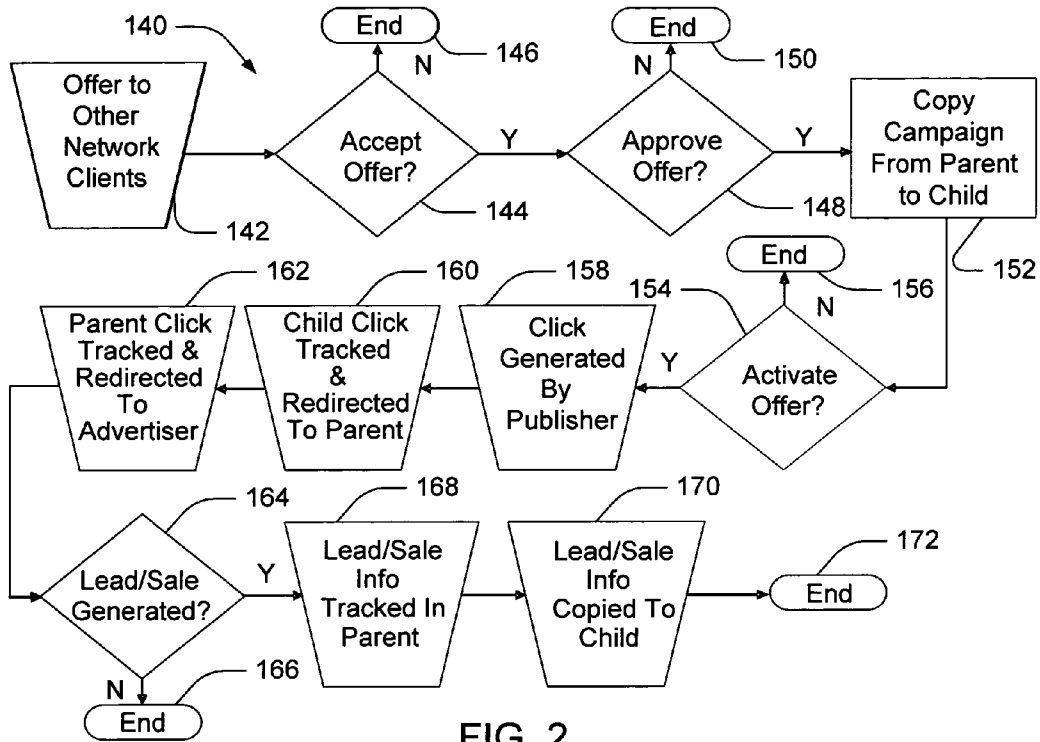 140
End
146
End
150
N
N
Offer to
Other
Network
Clients
142
Accept
Offer?
144
Y
Approve
Offer?
148
Y
Copy
Campaign
From Parent
to Child
152
162
160
158
154
End
156
N
Parent Click
Tracked &
Redirected
To
Advertiser
Child Click
Tracked
&
Redirected
To Parent
Click
Generated
By
Publisher
Y
Activate
Offer?
164
168
170
172
Lead/Sale
Generated?
Y
Lead/Sale
Info
Tracked In
Parent
Lead/Sale
Info
Copied To
Child
End
N
166
End
FIG. 2